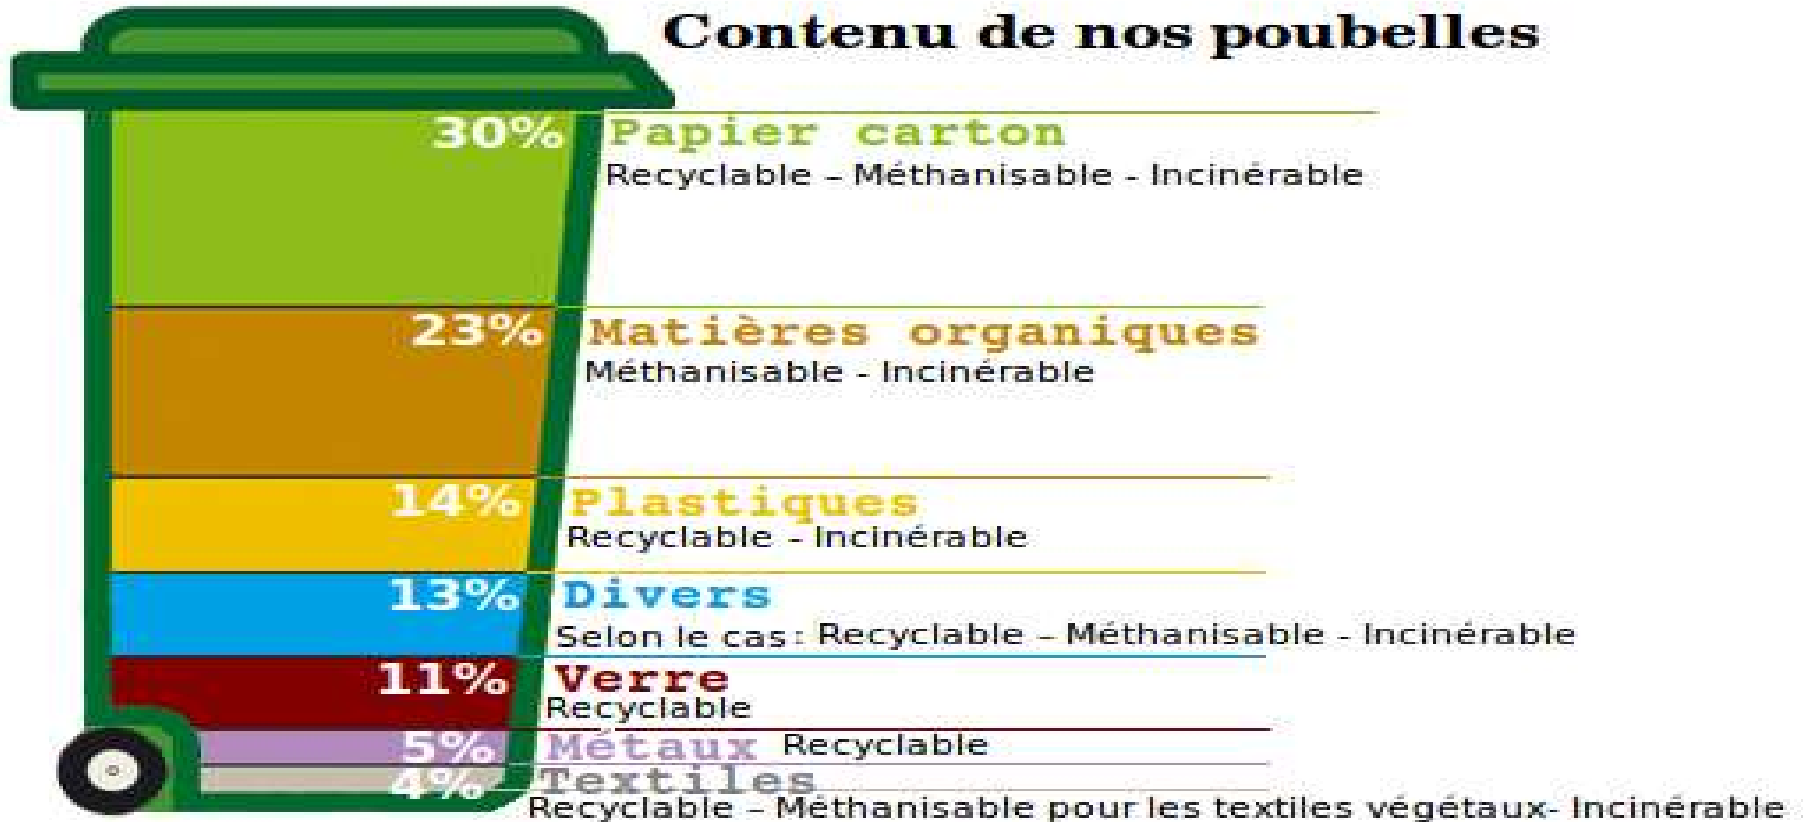 Contenu de nos poubelles
30% Papier carton
Recyclable – Méthanisable - Incinérable
23% Matières organiques
Méthanisable - Incinérable
14% Plastiques
Recyclable - Incinérable
13% Divers
Selon le cas: Recyclable – Méthanisable - Incinérable
11% Verre
Recyclable
5% Métaux Recyclable
4% Textiles
Recyclable – Méthanisable pour les textiles végétaux- Incinérable